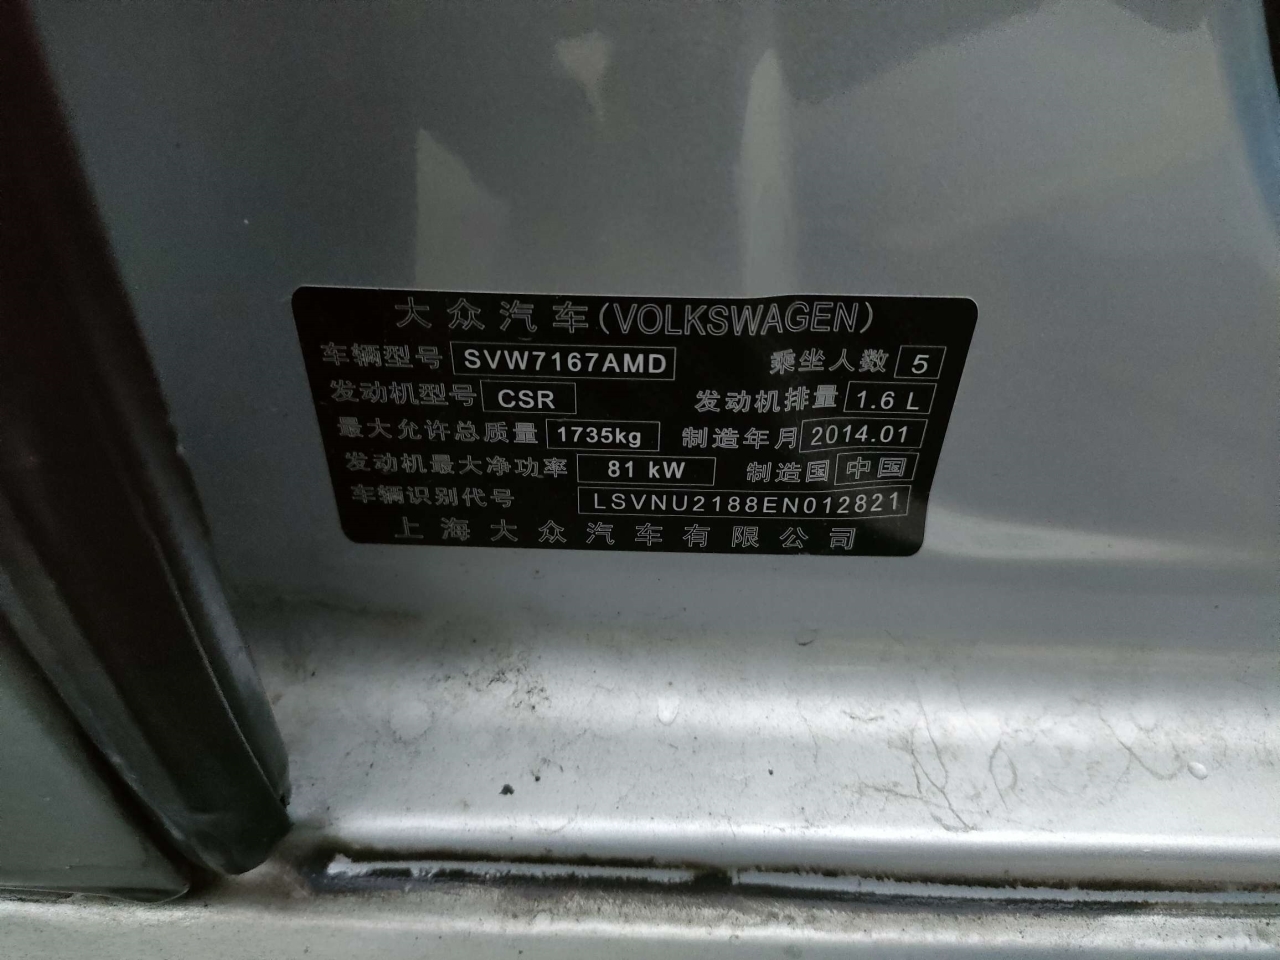 大众汽车(VOLKSWAGEN)
车辆型号 SVW7167AMD 乘坐人数 5
发动机型号 CSR 发动机排量 1.6 L
最大允许总质量 1735kg 制造年月 2014.01
发动机最大净功率 81 kW 制造国 中国
车辆识别代号 LSVNU2188EN012821
上海大众汽车有限公司